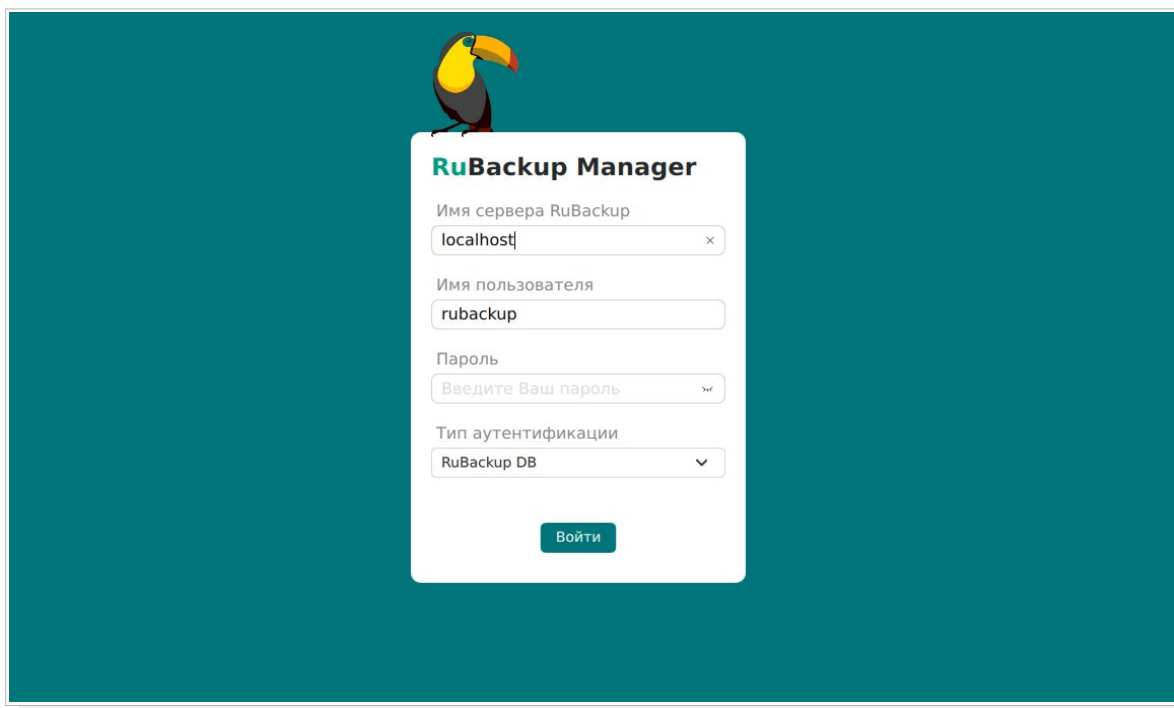 RuBackup Manager
Имя сервера RuBackup
localhost
Имя пользователя
rubackup
Пароль
Введите Ваш пароль
Тип аутентификации
RuBackup DB
Войти